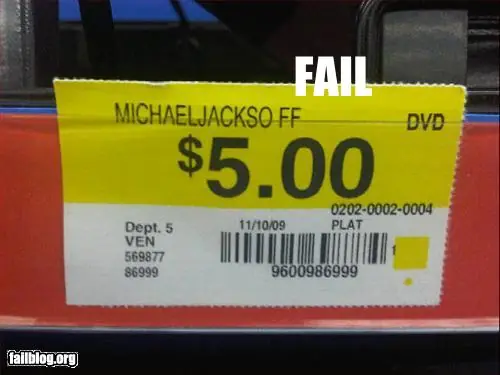 FAIL
MICHAELJACKSO FF DVD
$5.00
0202-0002-0004
Dept. 5 11/10/09 PLAT
VEN
569877
86999 9600986999
failblog.org